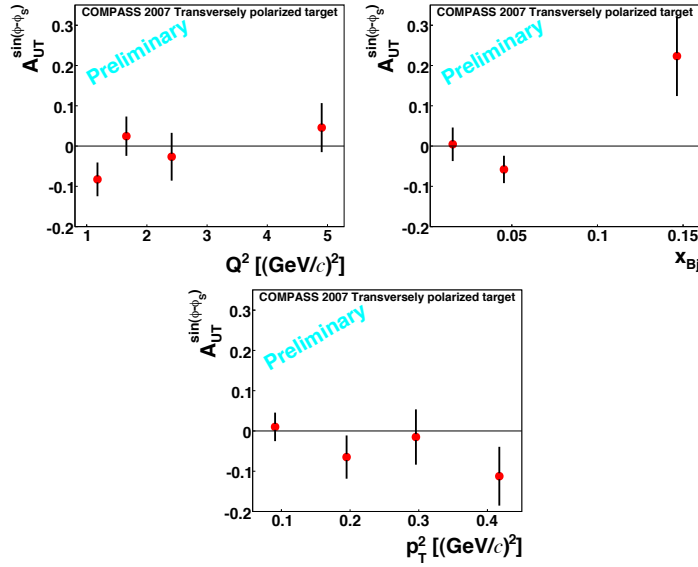 COMPASS 2007 Transversely polarized target
Preliminary
A_UT^sin(φ-φ_s)
0.3
0.2
0.1
0
-0.1
-0.2
1 2 3 4 5
Q² [(GeV/c)²]
COMPASS 2007 Transversely polarized target
Preliminary
A_UT^sin(φ-φ_s)
0.3
0.2
0.1
0
-0.1
-0.2
0.05 0.1 0.15
x_Bj
COMPASS 2007 Transversely polarized target
Preliminary
A_UT^sin(φ-φ_s)
0.3
0.2
0.1
0
-0.1
-0.2
0.1 0.2 0.3 0.4
p_T² [(GeV/c)²]